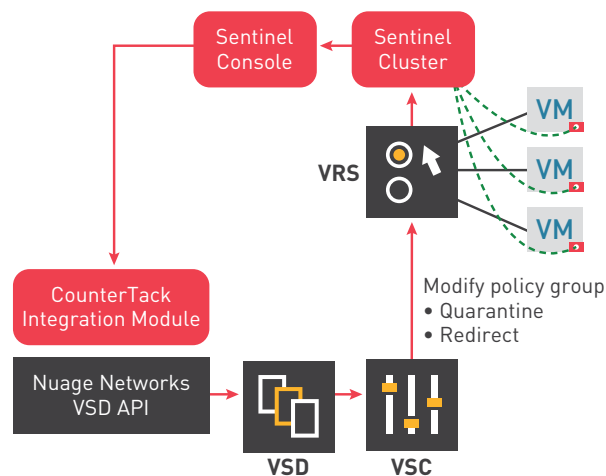 Sentinel
Console
Sentinel
Cluster
VM
VRS
VM
VM
CounterTack
Integration Module
Modify policy group
• Quarantine
• Redirect
Nuage Networks
VSD API
VSD
VSC